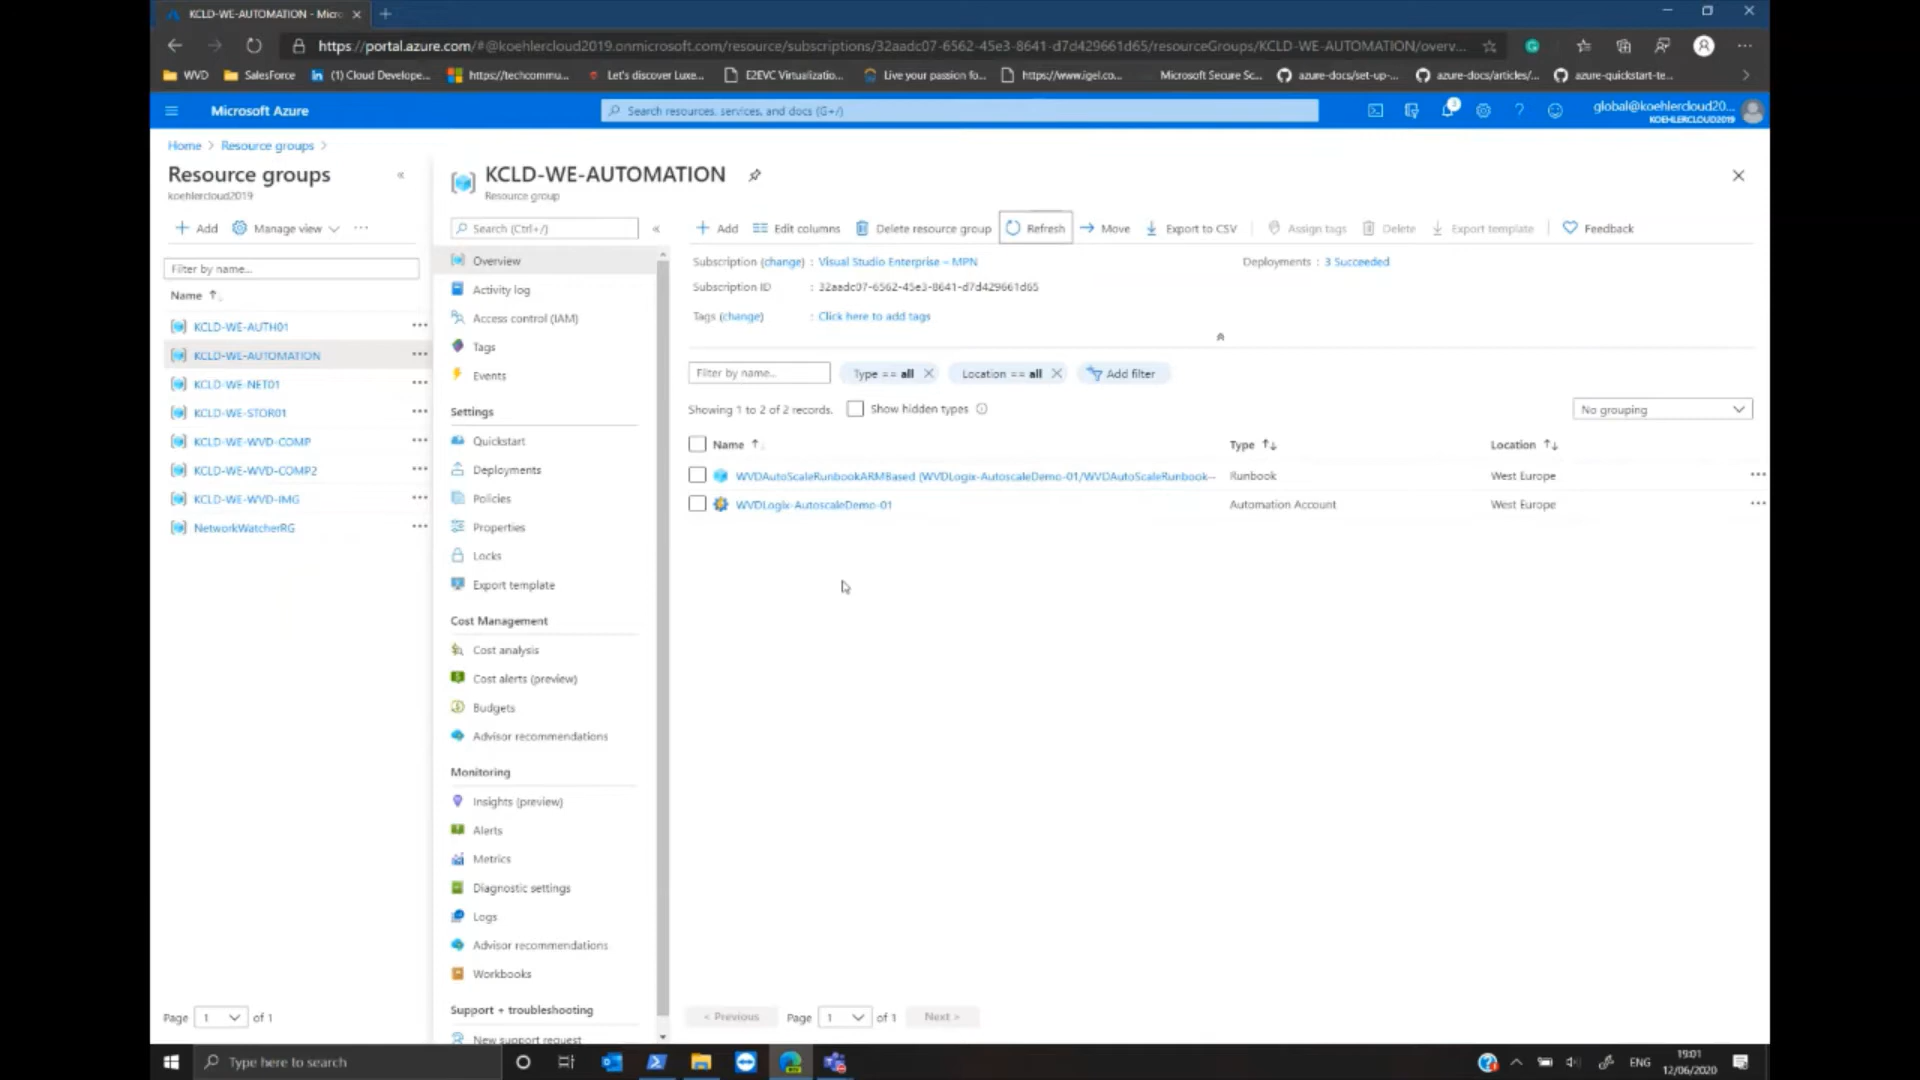 KCLD-WE-AUTOMATION - Micr
https://portal.azure.com/#@koehlercloud2019.onmicrosoft.com/resource/subscriptions/32aadc07-6562-45e3-8641-d7d429661d65/resourceGroups/KCLD-WE-AUTOMATION/overv...
WVD SalesForce (1) Cloud Develope... https://techcommu... Let's discover Luxe... E2EVC Virtualizatio... Live your passion fo... https://www.igel.co... Microsoft Secure Sc... azure-docs/set-up-... azure-docs/articles/... azure-quickstart-te...
Microsoft Azure
Search resources, services, and docs (G+/)
global@koehlercloud20...
KOEHLERCLOUD2019
Home > Resource groups >
Resource groups
koehlercloud2019
Add Manage view
Filter by name...
Name
KCLD-WE-AUTH01
KCLD-WE-AUTOMATION
KCLD-WE-NET01
KCLD-WE-STOR01
KCLD-WE-WVD-COMP
KCLD-WE-WVD-COMP2
KCLD-WE-WVD-IMG
NetworkWatcherRG
Page 1 of 1
KCLD-WE-AUTOMATION
Resource group
Search (Ctrl+/)
Overview
Activity log
Access control (IAM)
Tags
Events
Settings
Quickstart
Deployments
Policies
Properties
Locks
Export template
Cost Management
Cost analysis
Cost alerts (preview)
Budgets
Advisor recommendations
Monitoring
Insights (preview)
Alerts
Metrics
Diagnostic settings
Logs
Advisor recommendations
Workbooks
Support + troubleshooting
New support request
Add Edit columns Delete resource group Refresh Move Export to CSV Assign tags Delete Export template Feedback
Subscription (change) : Visual Studio Enterprise – MPN
Deployments : 3 Succeeded
Subscription ID : 32aadc07-6562-45e3-8641-d7d429661d65
Tags (change) : Click here to add tags
Filter by name... Type == all Location == all Add filter
Showing 1 to 2 of 2 records. Show hidden types No grouping
Name Type Location
WVDAutoScaleRunbookARMBased (WVDLogix-AutoscaleDemo-01/WVDAutoScaleRunbook... Runbook West Europe
WVDLogix-AutoscaleDemo-01 Automation Account West Europe
< Previous Page 1 of 1 Next >
Type here to search
ENG
19:01
12/06/2020